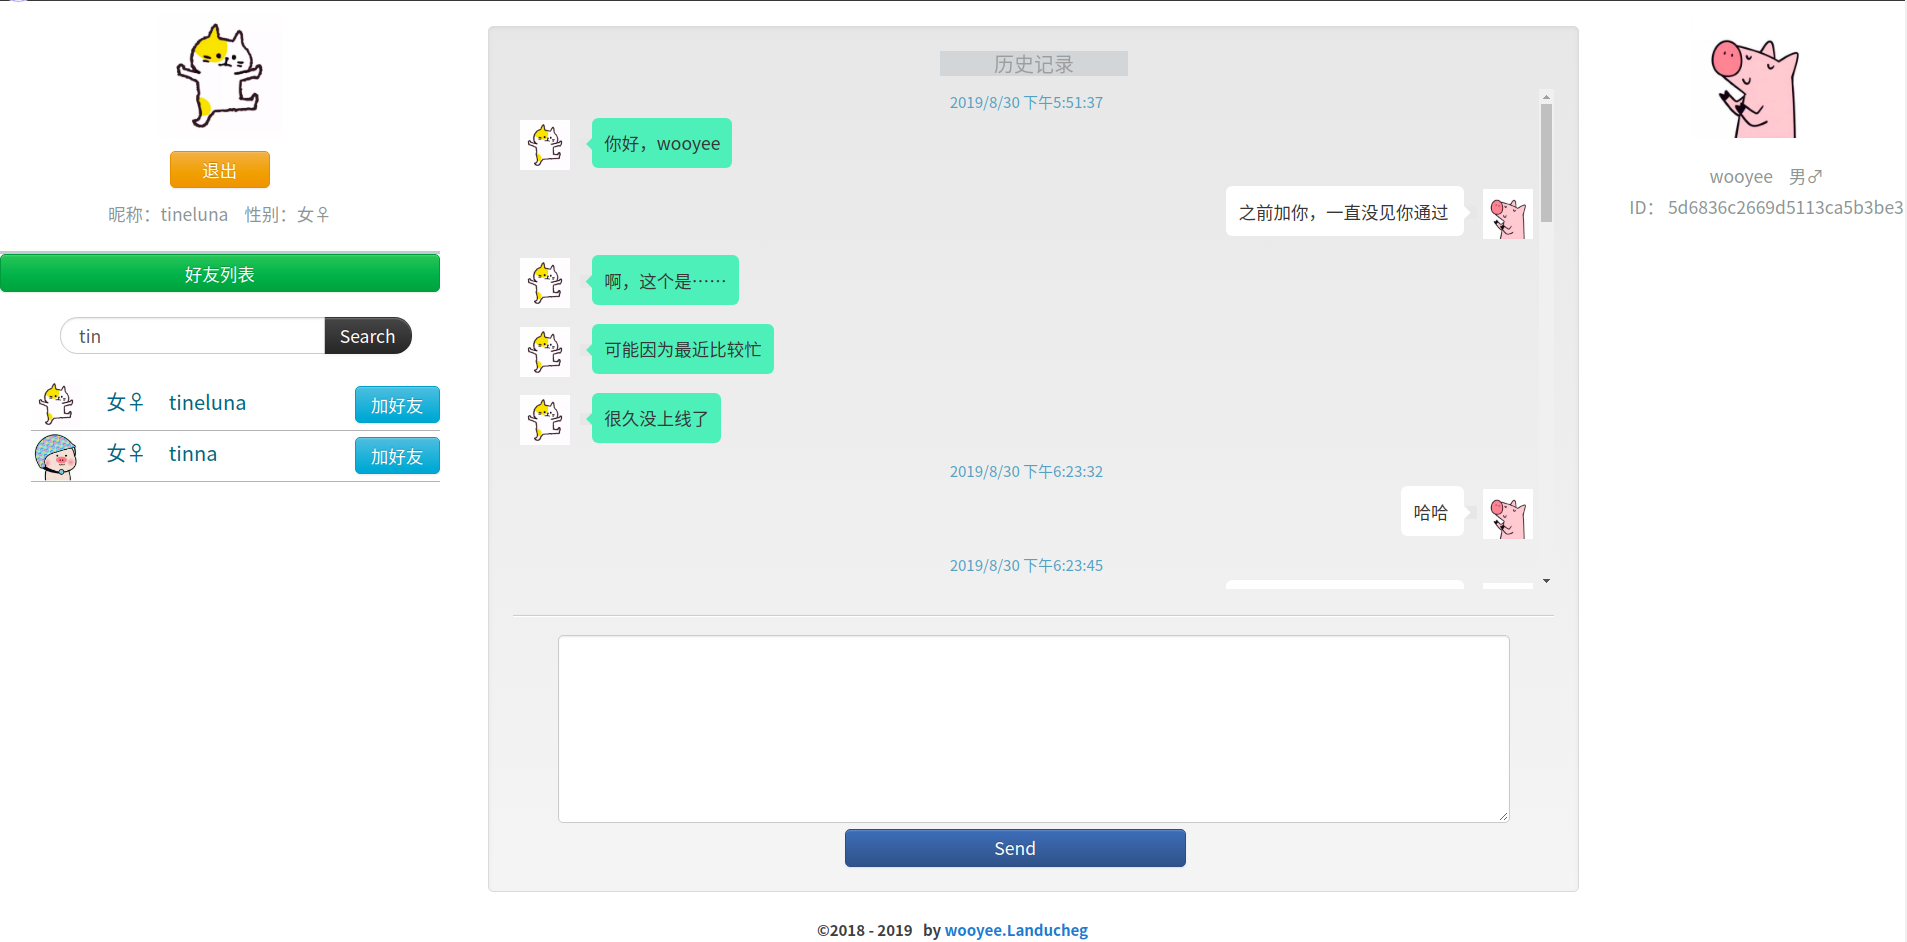 退出
昵称：tineluna 性别：女♀
好友列表
tin Search
女♀ tineluna 加好友
女♀ tinna 加好友
历史记录
2019/8/30 下午5:51:37
你好，wooyee
之前加你，一直没见你通过
啊，这个是……
可能因为最近比较忙
很久没上线了
2019/8/30 下午6:23:32
哈哈
2019/8/30 下午6:23:45
Send
wooyee 男♂
ID： 5d6836c2669d5113ca5b3be3
©2018 - 2019 by wooyee.Landucheg